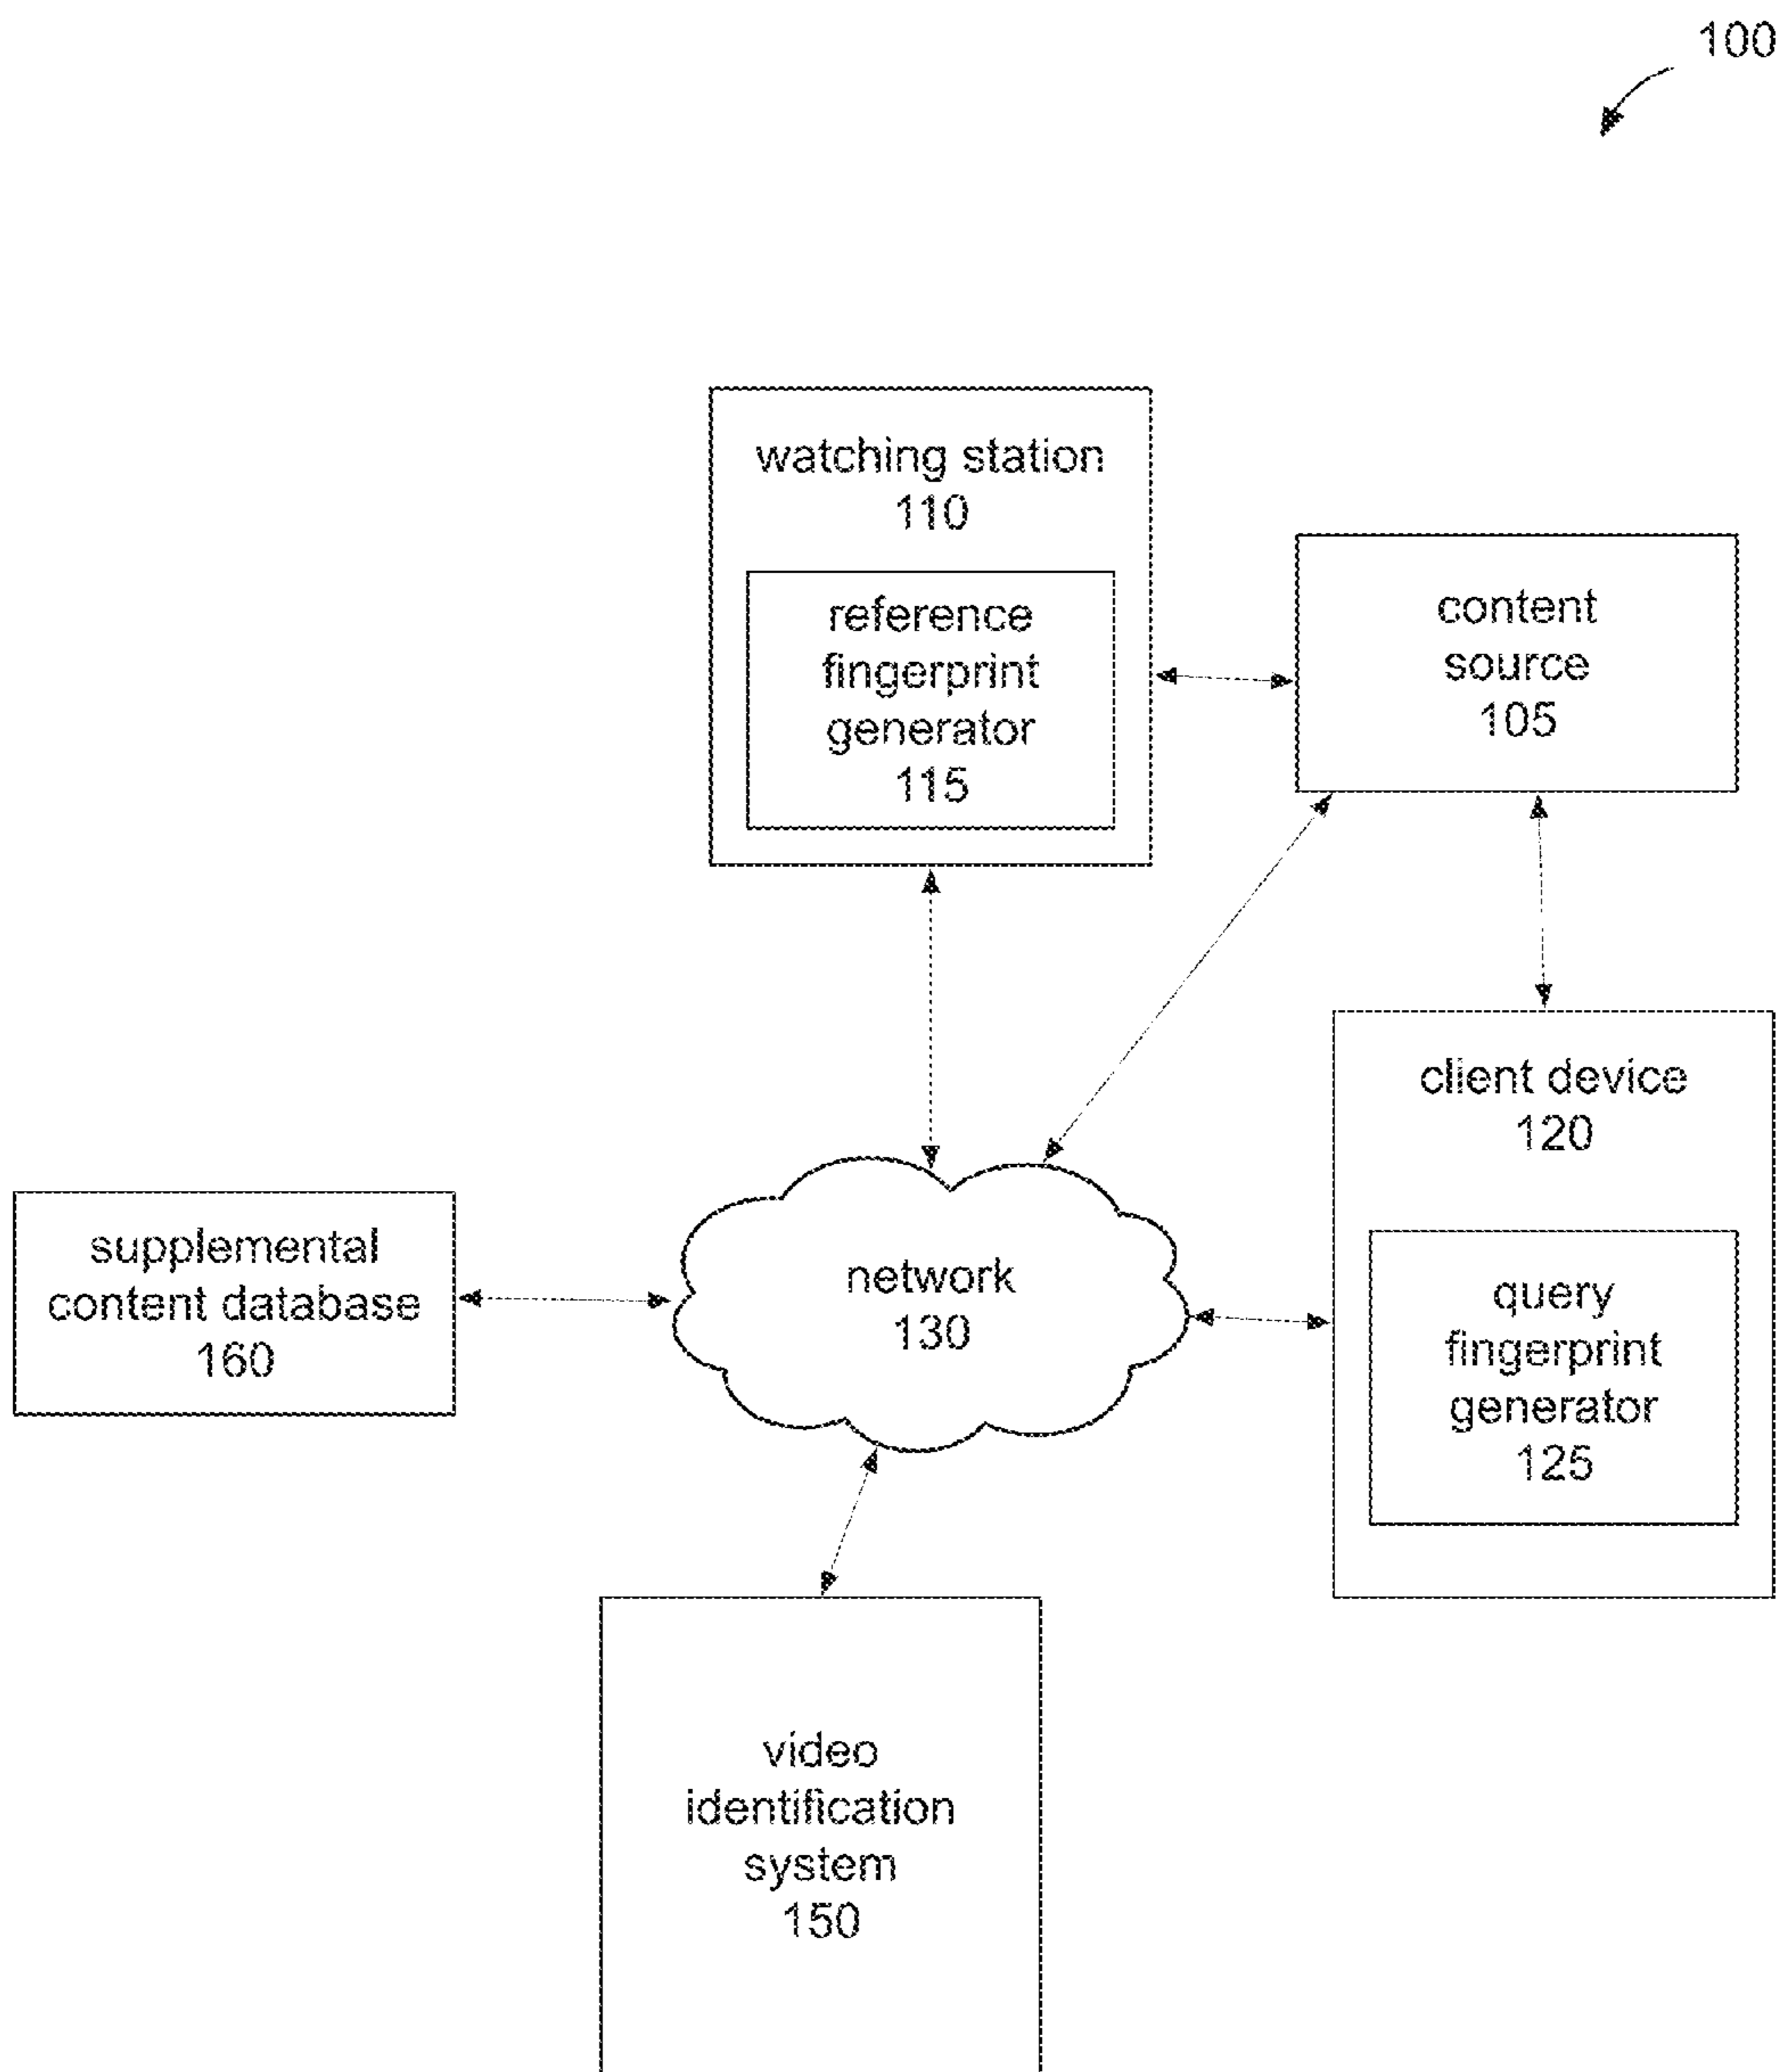 100
watching station
110
reference
fingerprint
generator
115
content
source
105
client device
120
query
fingerprint
generator
125
supplemental
content database
160
network
130
video
identification
system
150